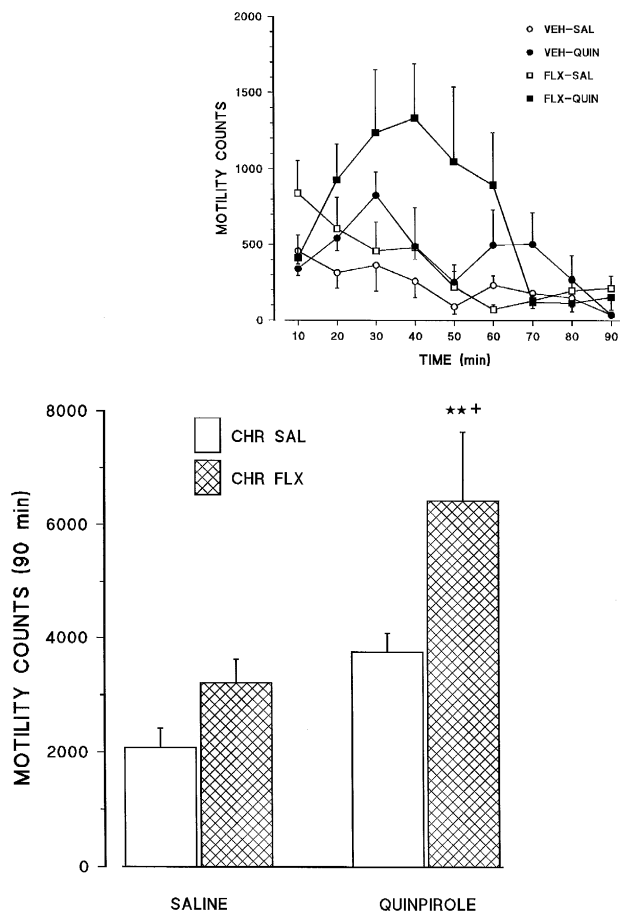 2000
1500
1000
500
0
MOTILITY COUNTS
VEH-SAL
VEH-QUIN
FLX-SAL
FLX-QUIN
10 20 30 40 50 60 70 80 90
TIME (min)
8000
6000
4000
2000
0
MOTILITY COUNTS (90 min)
CHR SAL
CHR FLX
★★+
SALINE QUINPIROLE